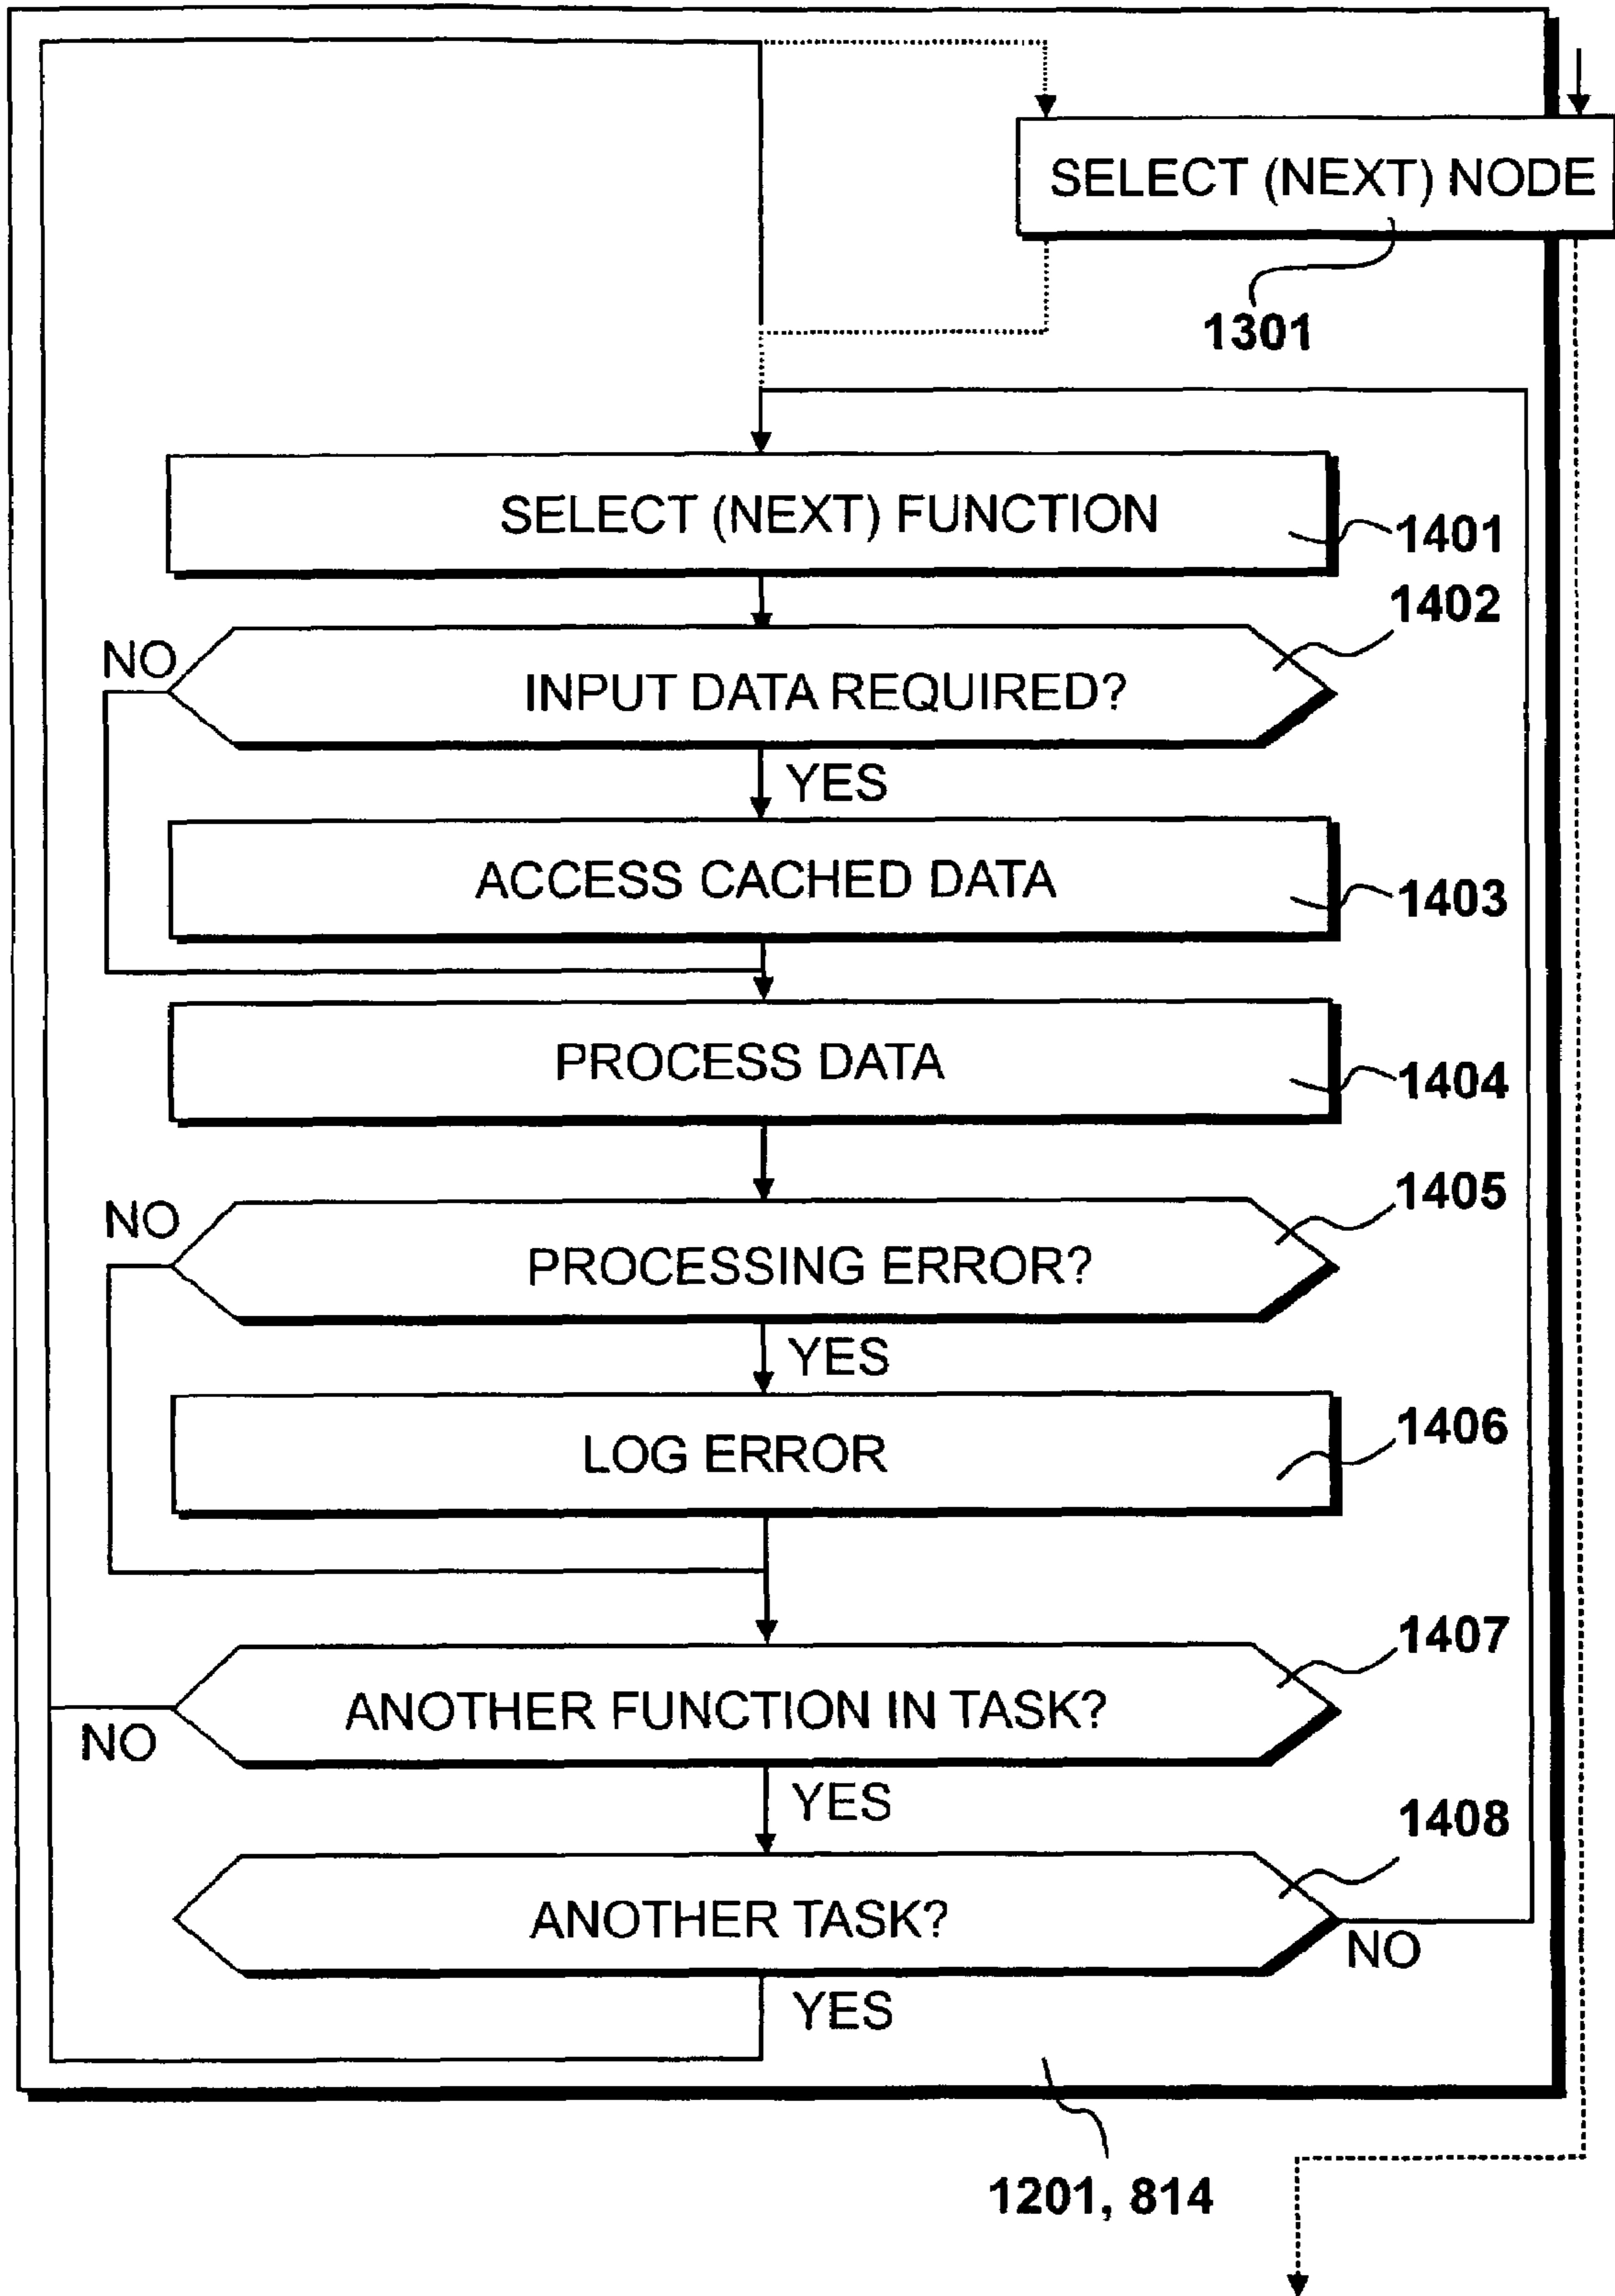 SELECT (NEXT) NODE
1301
SELECT (NEXT) FUNCTION
1401
1402
NO
INPUT DATA REQUIRED?
YES
ACCESS CACHED DATA
1403
PROCESS DATA
1404
1405
NO
PROCESSING ERROR?
YES
LOG ERROR
1406
1407
ANOTHER FUNCTION IN TASK?
NO
YES
1408
ANOTHER TASK?
NO
YES
1201, 814